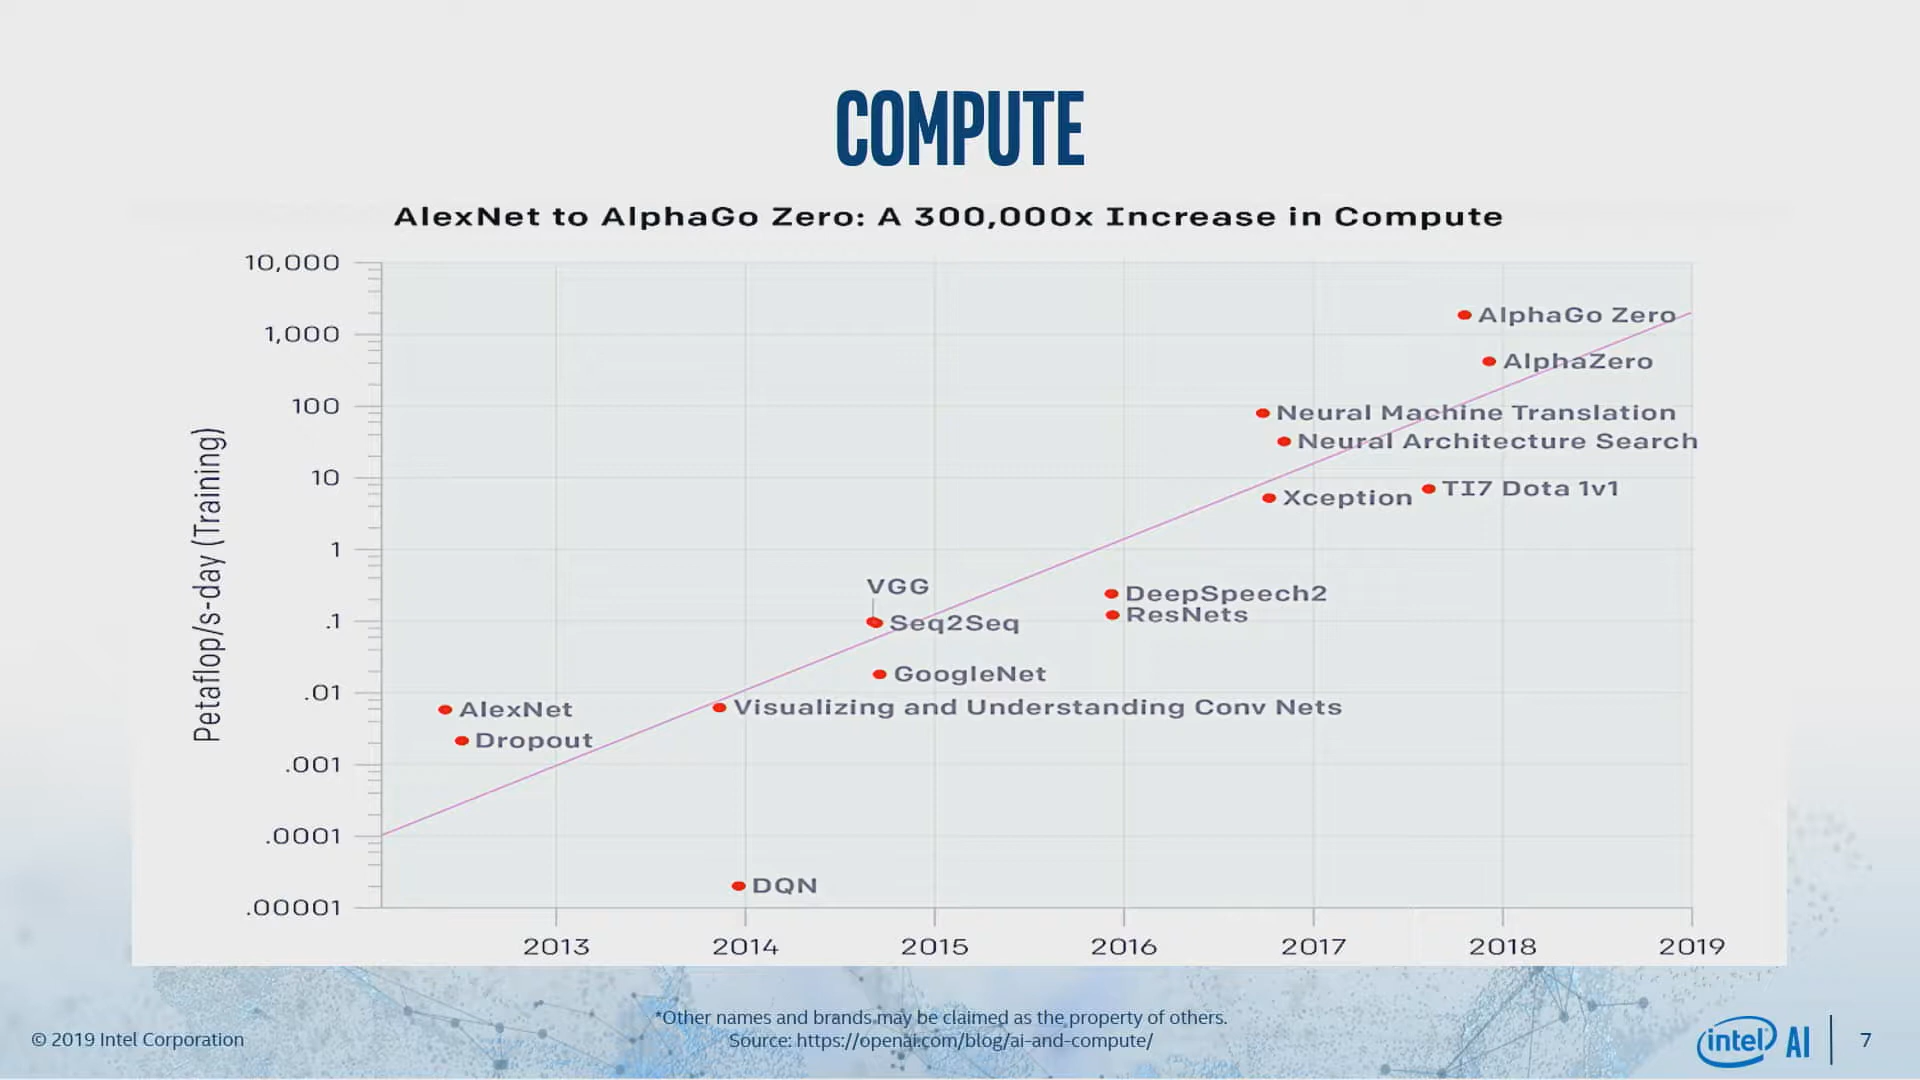 COMPUTE
AlexNet to AlphaGo Zero: A 300,000x Increase in Compute
Petaflop/s-day (Training)
10,000
1,000
100
10
1
.1
.01
.001
.0001
.00001
AlphaGo Zero
AlphaZero
Neural Machine Translation
Neural Architecture Search
TI7 Dota 1v1
Xception
VGG
DeepSpeech2
ResNets
Seq2Seq
GoogleNet
Visualizing and Understanding Conv Nets
AlexNet
Dropout
DQN
2013 2014 2015 2016 2017 2018 2019
*Other names and brands may be claimed as the property of others.
Source: https://openai.com/blog/ai-and-compute/
© 2019 Intel Corporation
intel AI
7